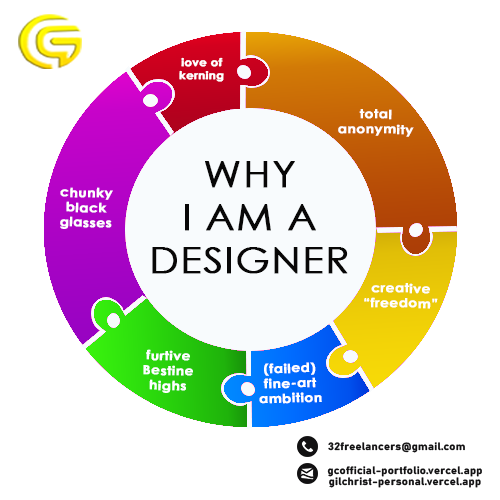 love of
kerning
total
anonymity
chunky
black
glasses
WHY
I AM A
DESIGNER
creative
"freedom"
furtive
Bestine
highs
(failed)
fine-art
ambition
32freelancers@gmail.com
gcofficial-portfolio.vercel.app
gilchrist-personal.vercel.app